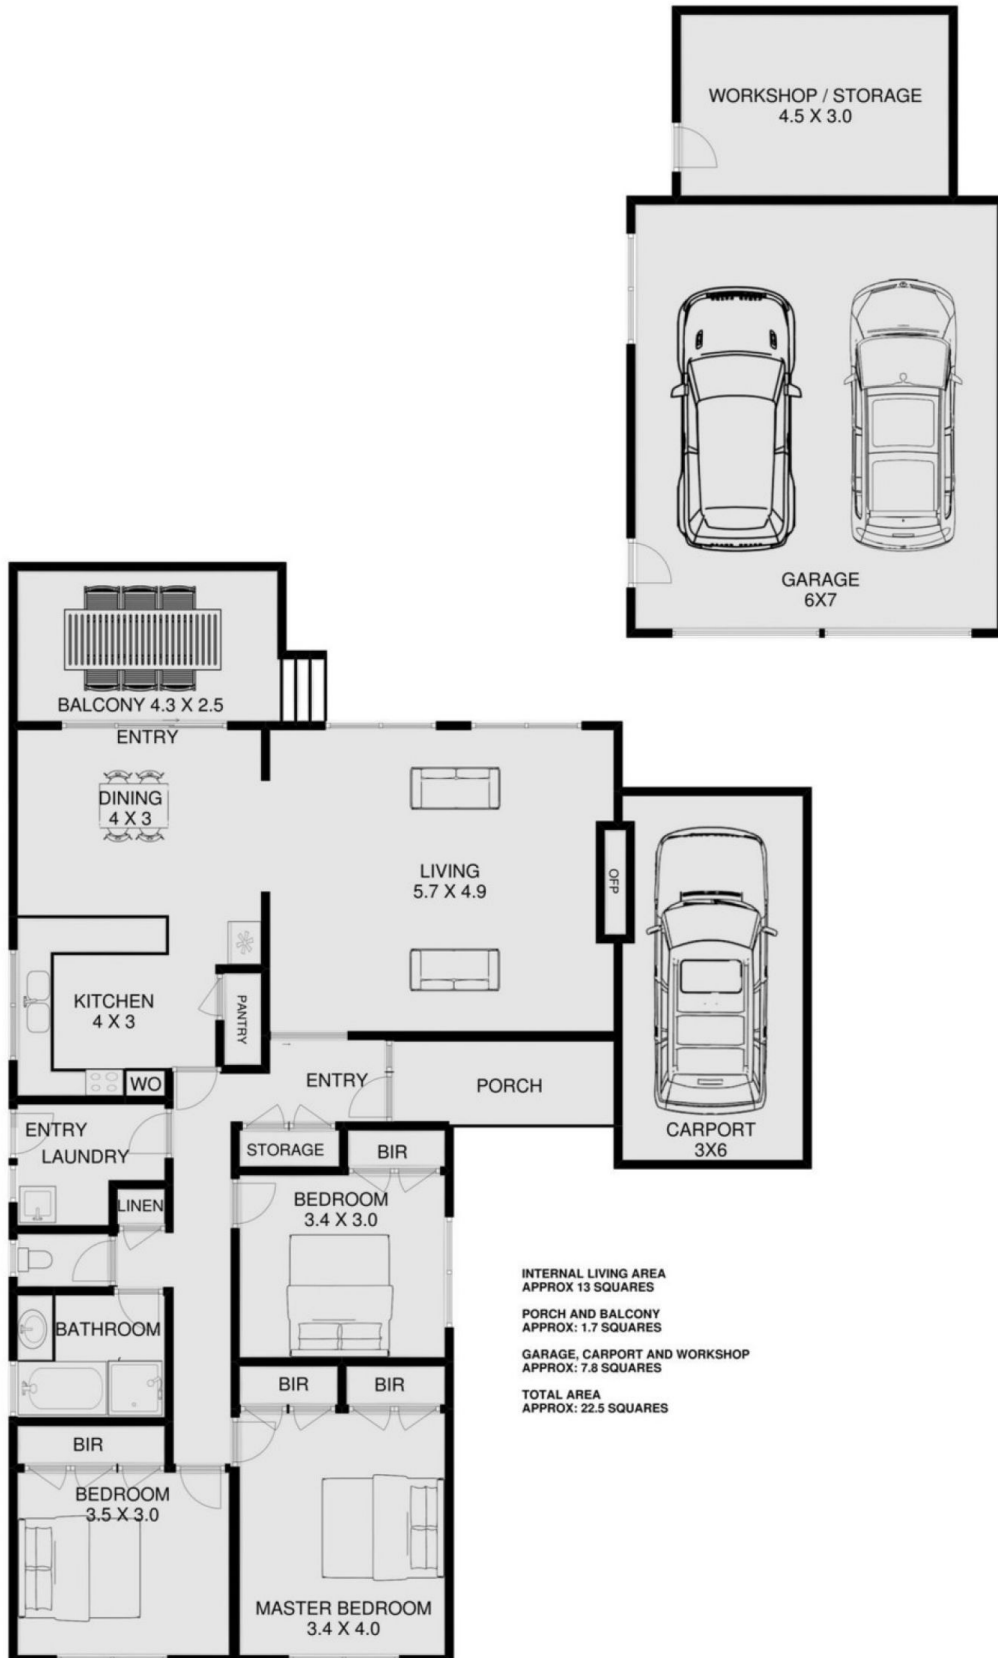 WORKSHOP / STORAGE
4.5 X 3.0
GARAGE
6X7
BALCONY 4.3 X 2.5
ENTRY
DINING
4 X 3
LIVING
5.7 X 4.9
OFP
KITCHEN
4 X 3
PANTRY
WO
ENTRY
PORCH
CARPORT
3X6
ENTRY
LAUNDRY
STORAGE
BIR
LINEN
BEDROOM
3.4 X 3.0
BATHROOM
INTERNAL LIVING AREA
APPROX 13 SQUARES
PORCH AND BALCONY
APPROX: 1.7 SQUARES
GARAGE, CARPORT AND WORKSHOP
APPROX: 7.8 SQUARES
TOTAL AREA
APPROX: 22.5 SQUARES
BIR
BIR
BIR
BEDROOM
3.5 X 3.0
MASTER BEDROOM
3.4 X 4.0